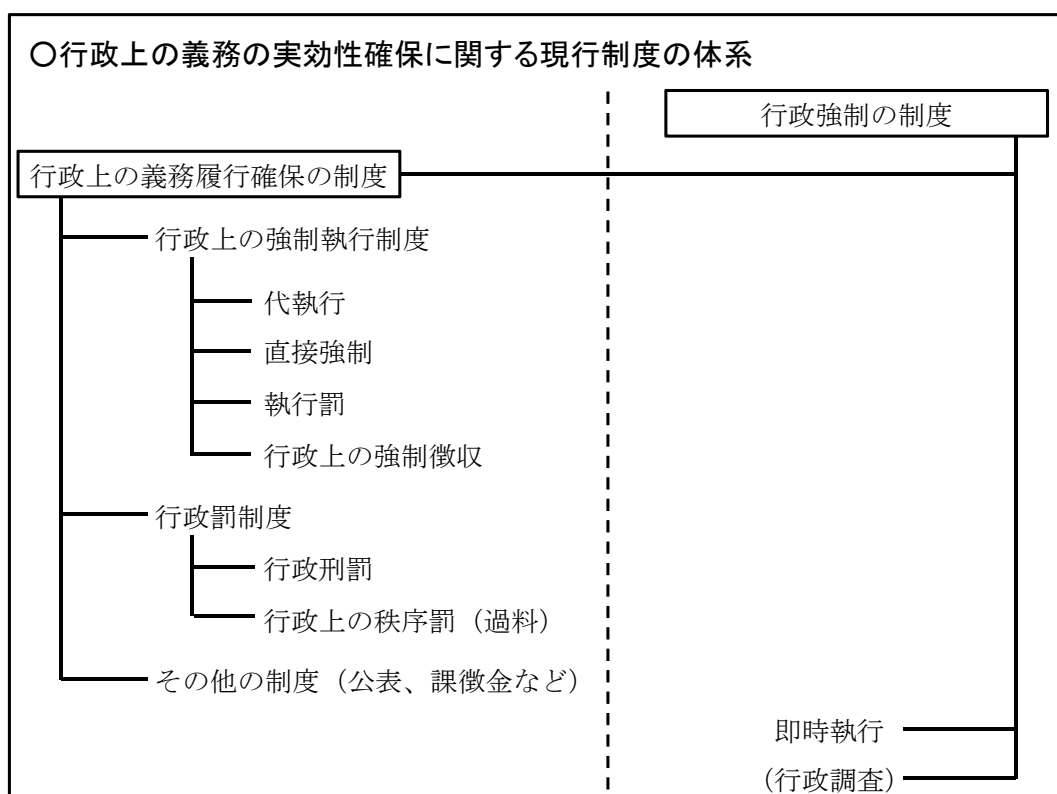 〇行政上の義務の実効性確保に関する現行制度の体系
行政強制の制度
行政上の義務履行確保の制度
行政上の強制執行制度
代執行
直接強制
執行罰
行政上の強制徴収
行政罰制度
行政刑罰
行政上の秩序罰（過料）
その他の制度（公表、課徴金など）
即時執行
（行政調査）